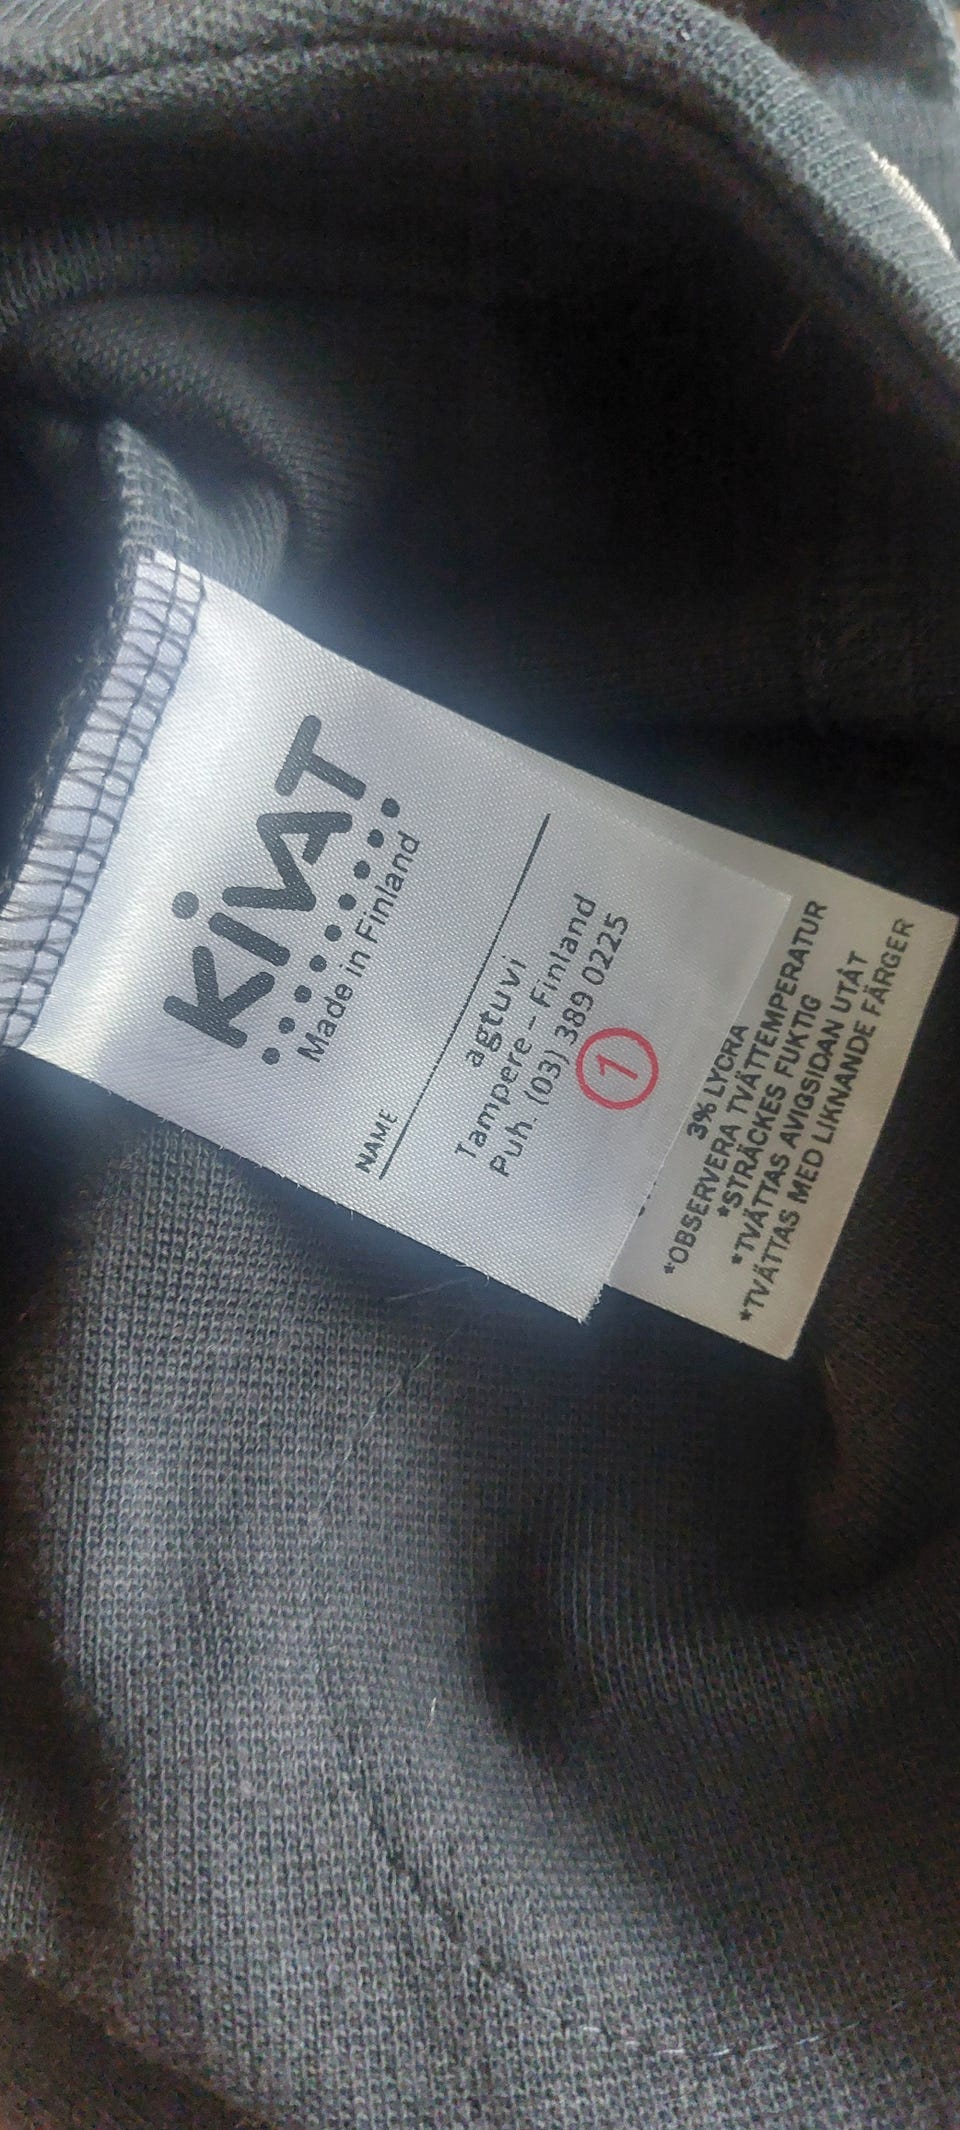 KiVAT
Made in Finland
NAME
agtuvi
Tampere – Finland
Puh. (03) 389 0225
1
3% LYCRA
*OBSERVERA TVÄTTEMPERATUR
*STRÄCKES FUKTIG
*TVÄTTAS AVIGSIDAN UTÅT
*TVÄTTAS MED LIKNANDE FÄRGER